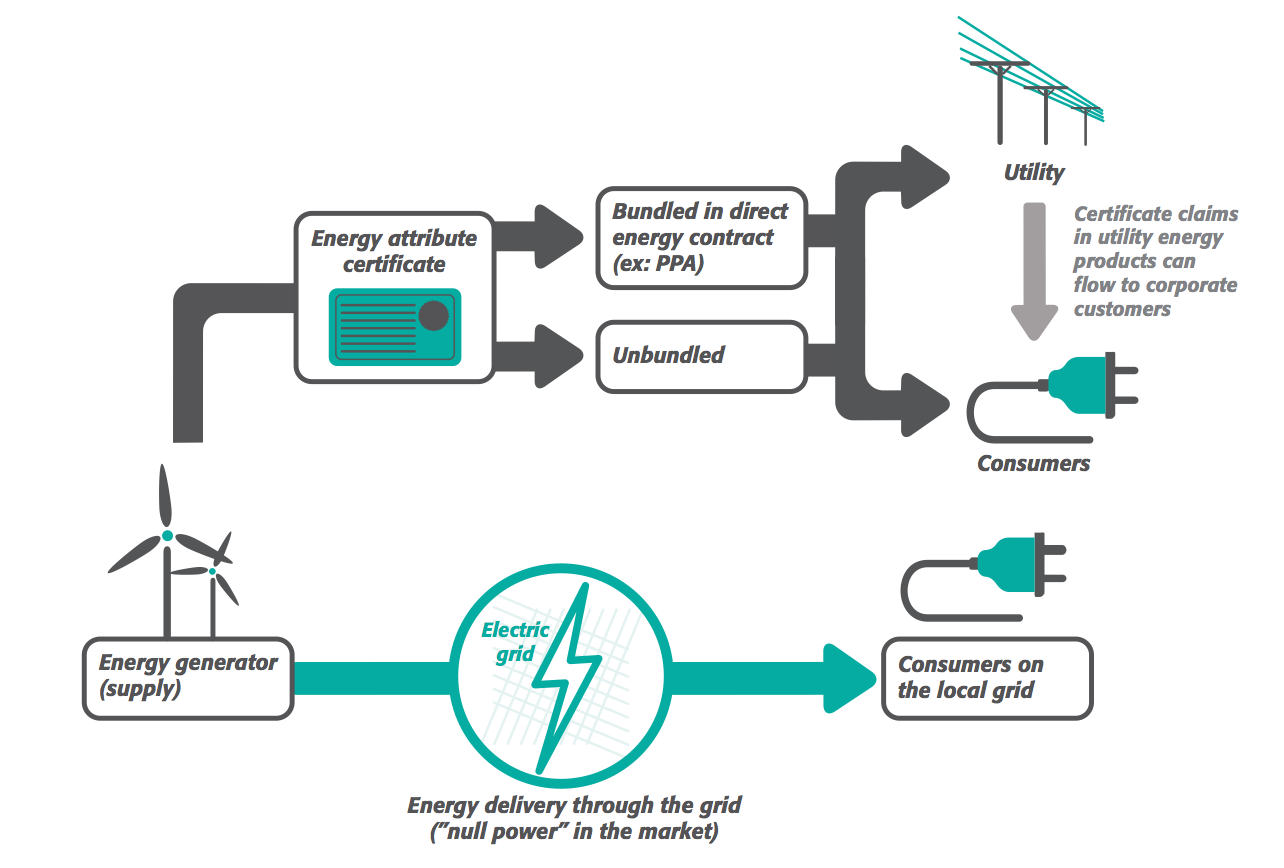 Utility
Certificate claims
in utility energy
products can
flow to corporate
customers
Energy attribute
certificate
Bundled in direct
energy contract
(ex: PPA)
Unbundled
Consumers
Energy generator
(supply)
Electric
grid
Consumers on
the local grid
Energy delivery through the grid
(”null power” in the market)